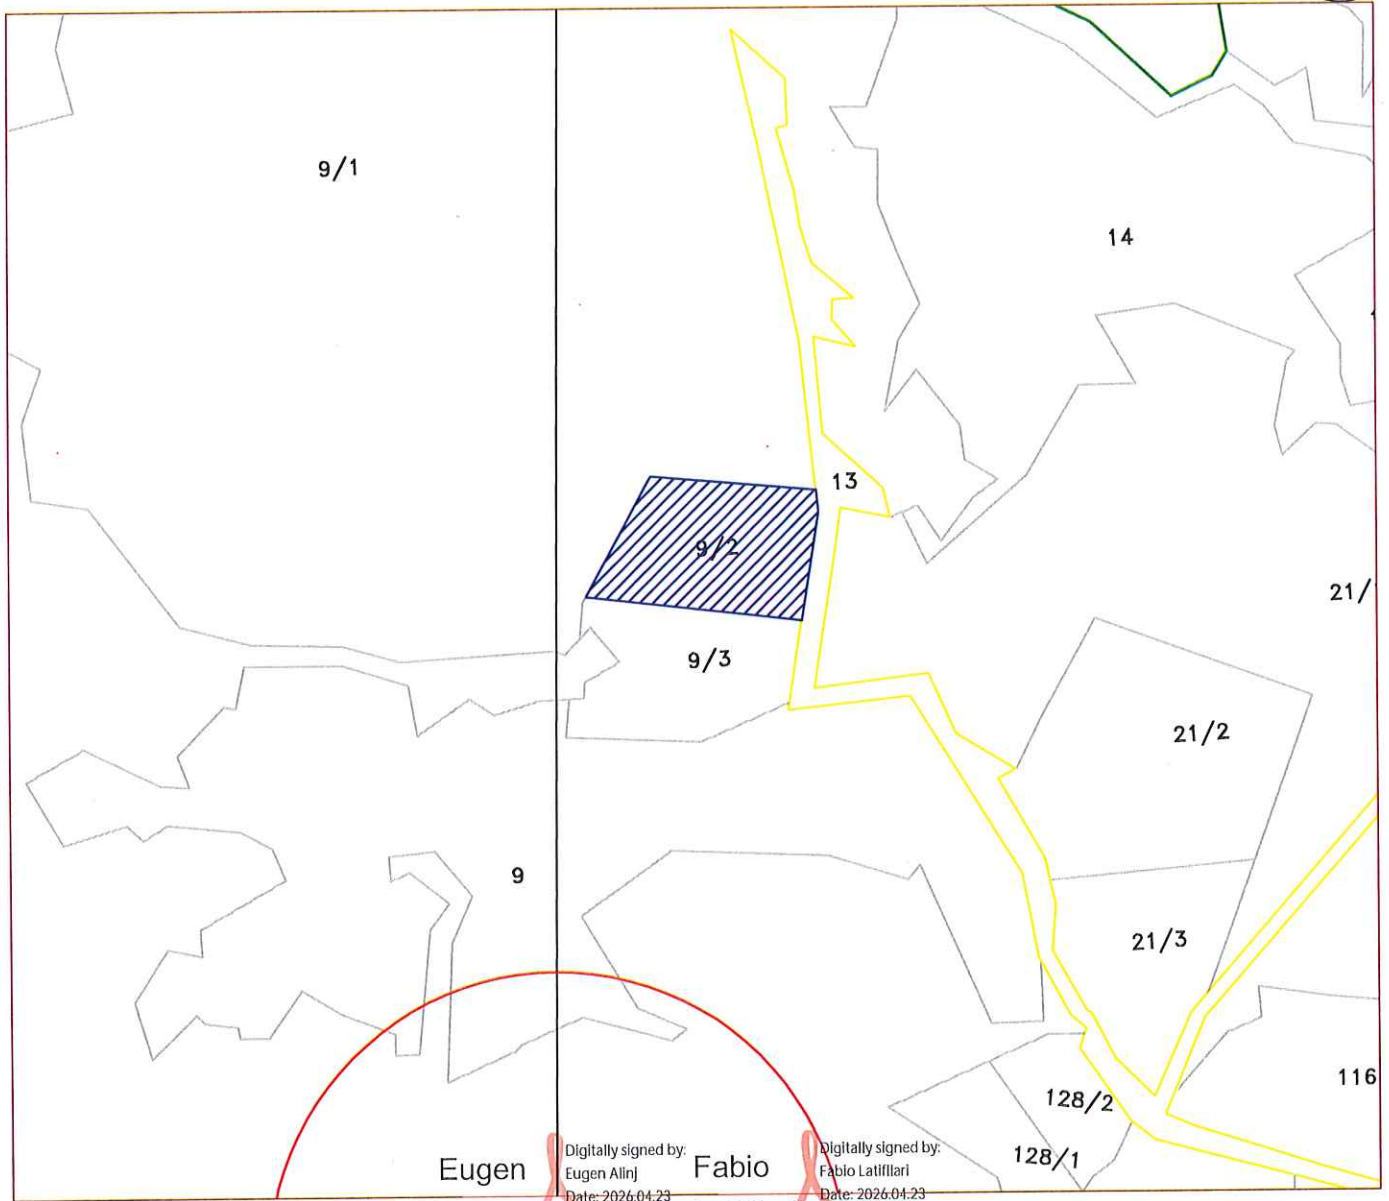 9/1
14
13
9/2
21/
9/3
21/2
9
21/3
116
128/2
128/1
Eugen
Digitally signed by:
Eugen Alinj
Date: 2026.04.23
Fabio
Digitally signed by:
Fabio Latifllari
Date: 2026.04.23